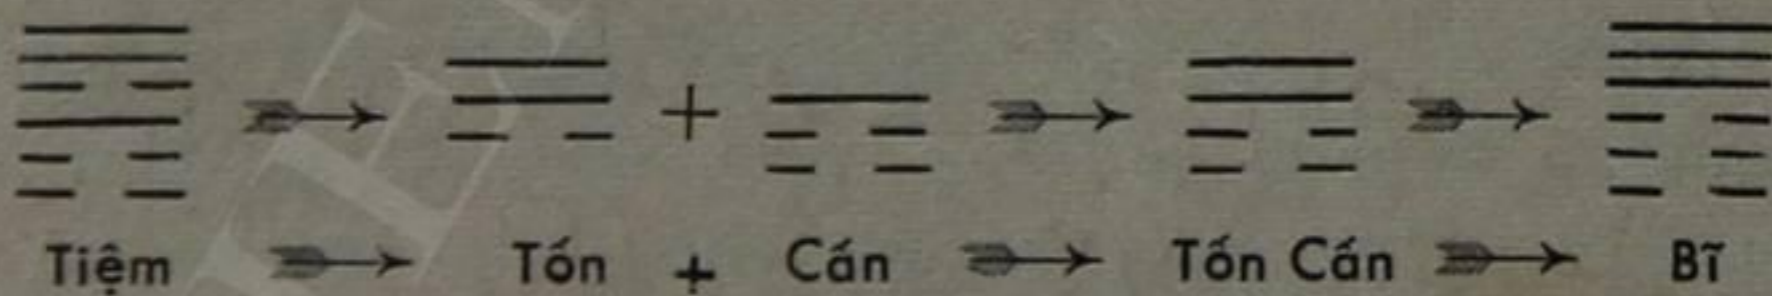 +
Tiệm Tốn + Cấn Tốn Cấn Bĩ